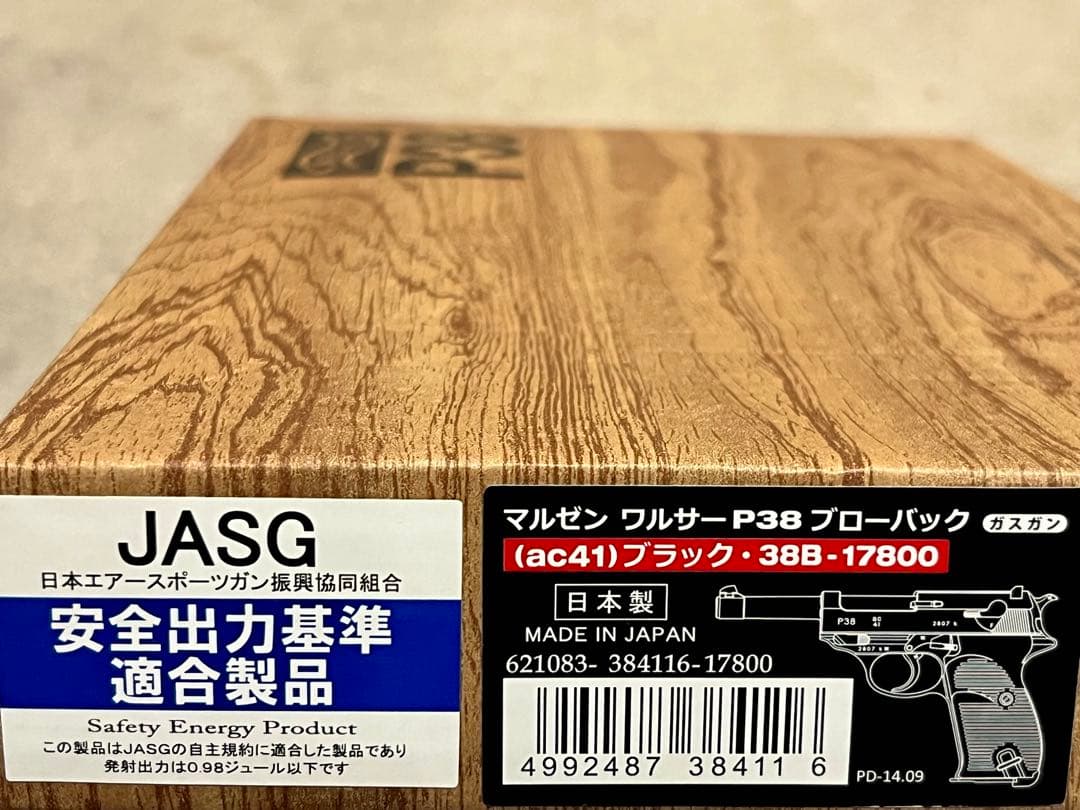 P38
JASG
日本エアースポーツガン振興協同組合
安全出力基準
適合製品
Safety Energy Product
この製品はJASGの自主規約に適合した製品であり
発射出力は0.98ジュール以下です
マルゼン ワルサーP38 ブローバック ガスガン
(ac41)ブラック・38B-17800
日本製
MADE IN JAPAN
621083- 384116-17800
4992487 38411 6
P38 ac
41
2807 k
2807 k
PD-14.09